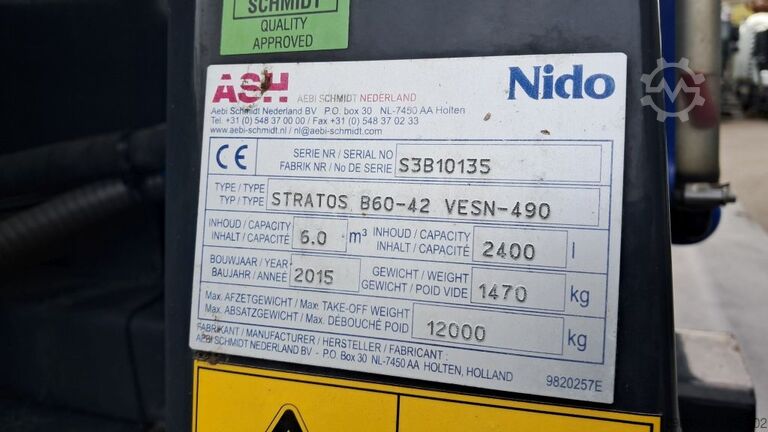 SCHMIDT
QUALITY
APPROVED
ASH AEBI SCHMIDT NEDERLAND
Nido
Aebi Schmidt Nederland BV P.O. box 30 NL-7450 AA Holten
Tel. +31 (0) 548 37 00 00 / Fax +31 (0) 548 37 02 33
www.aebi-schmidt.com / nl@aebi-schmidt.com
CE
SERIE NR / SERIAL NO
FABRIK NR / No DE SERIE
S3B10135
TYPE / TYPE /
TYP / TYPE
STRATOS B60-42 VESN-490
INHOUD / CAPACITY
INHALT / CAPACITÉ
6.0 m³
INHOUD / CAPACITY
INHALT / CAPACITÉ
2400 l
BOUWJAAR / YEAR
BAUJAHR / ANNEÉ
2015
GEWICHT / WEIGHT
GEWICHT / POID VIDE
1470 kg
Max. AFZETGEWICHT / Max. TAKE-OFF WEIGHT
Max. ABSATZGEWICHT / Max. DÉBOUCHÉ POID
12000 kg
FABRIKANT / MANUFACTURER / HERSTELLER / FABRICANT :
AEBI SCHMIDT NEDERLAND BV - P.O. Box 30 NL-7450 AA HOLTEN, HOLLAND
9820257E